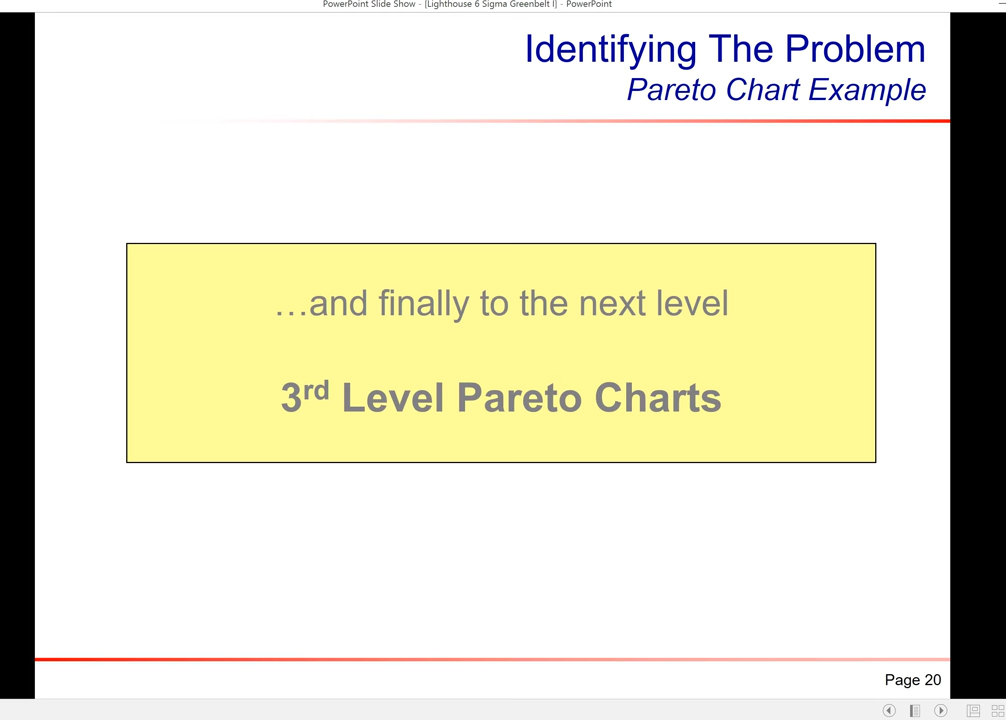 PowerPoint Slide Show - [Lighthouse 6 Sigma Greenbelt I] - PowerPoint
Identifying The Problem
Pareto Chart Example
…and finally to the next level
3rd Level Pareto Charts
Page 20